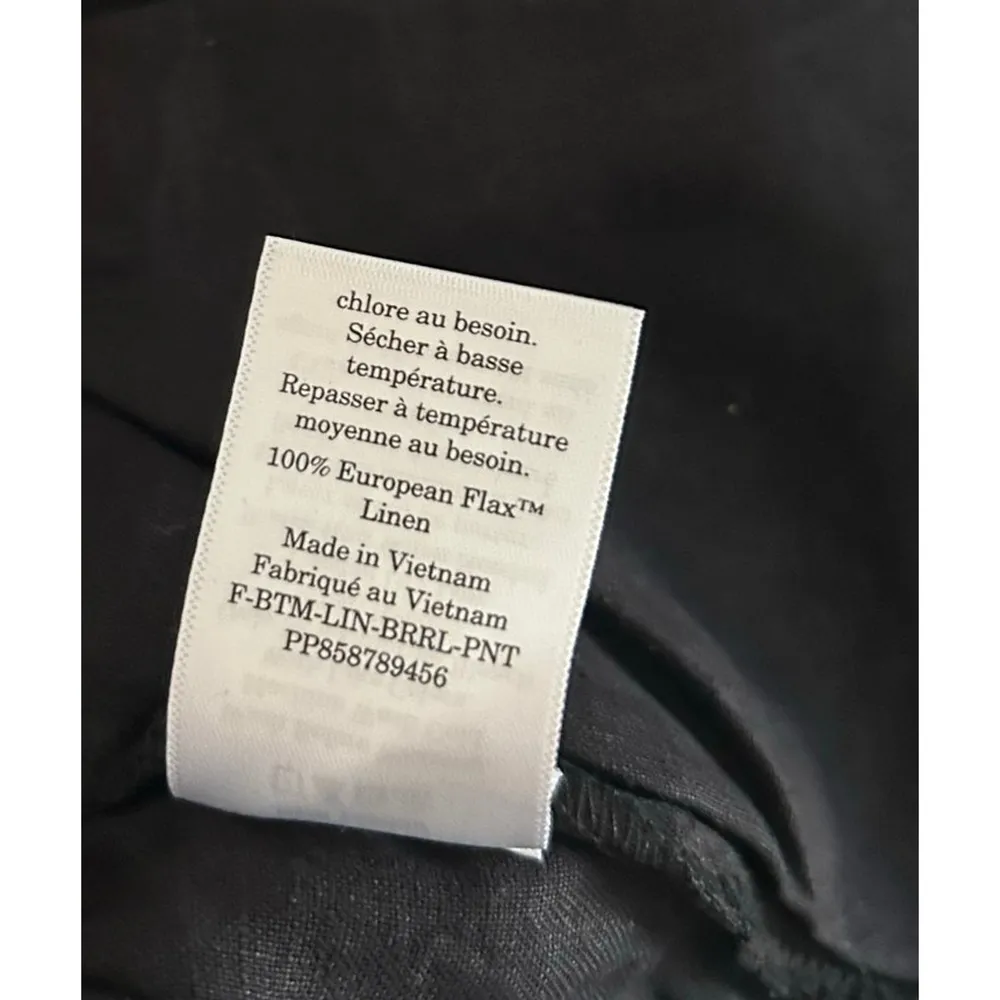 chlore au besoin.
Sécher à basse
température.
Repasser à température
moyenne au besoin.
100% European Flax™
Linen
Made in Vietnam
Fabriqué au Vietnam
F-BTM-LIN-BRRL-PNT
PP858789456